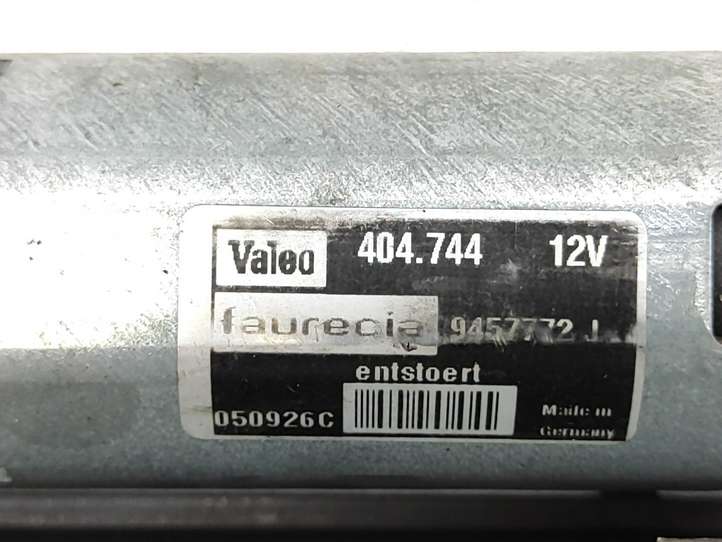 Valeo 404.744 12V
faurecia 9457772 J
entstoert
050926C Made in
Germany